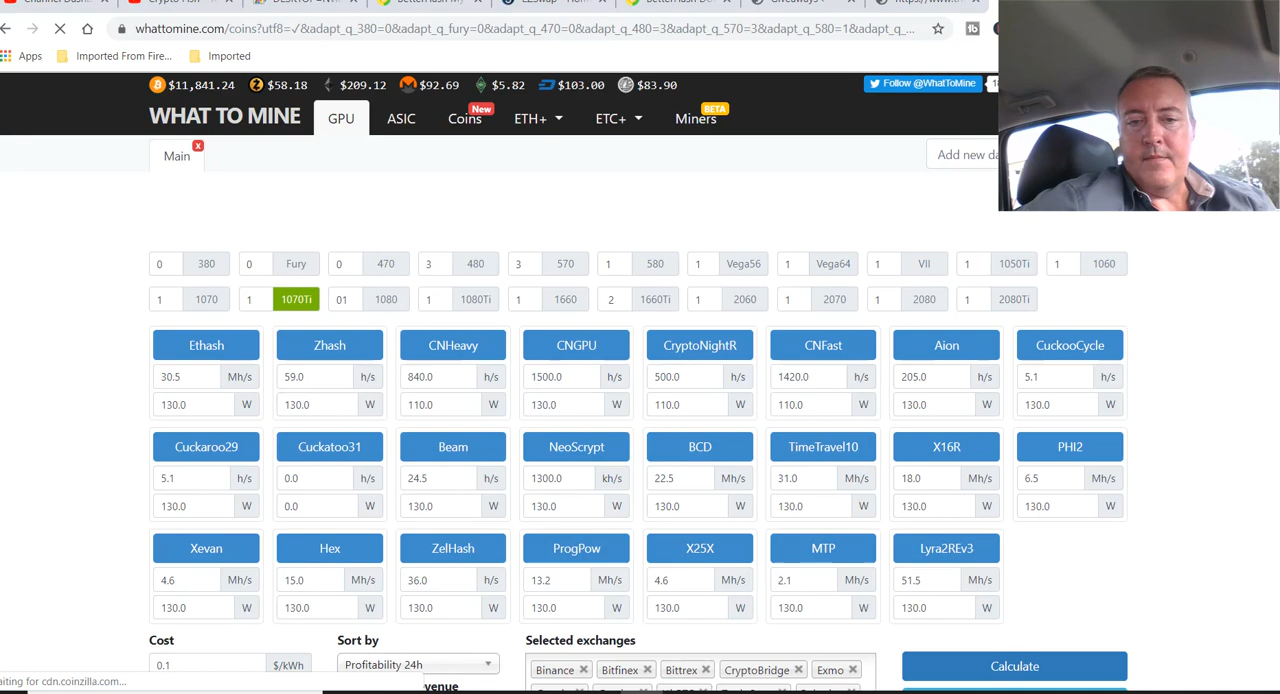 whattomine.com/coins?utf8=✓&adapt_q_380=0&adapt_q_fury=0&adapt_q_470=0&adapt_q_480=3&adapt_q_570=3&adapt_q_580=1&adapt_q_...
Apps Imported From Fire... Imported
$11,841.24 $58.18 $209.12 $92.69 $5.82 $103.00 $83.90 Follow @WhatToMine
WHAT TO MINE GPU ASIC Coins New ETH+ ETC+ Miners BETA
Main x Add new da
0 380 0 Fury 0 470 3 480 3 570 1 580 1 Vega56 1 Vega64 1 VII 1 1050Ti 1 1060
1 1070 1 1070Ti 01 1080 1 1080Ti 1 1660 2 1660Ti 1 2060 1 2070 1 2080 1 2080Ti
Ethash Zhash CNHeavy CNGPU CryptoNightR CNFast Aion CuckooCycle
30.5 Mh/s 59.0 h/s 840.0 h/s 1500.0 h/s 500.0 h/s 1420.0 h/s 205.0 h/s 5.1 h/s
130.0 W 130.0 W 110.0 W 130.0 W 110.0 W 110.0 W 130.0 W 130.0 W
Cuckaroo29 Cuckatoo31 Beam NeoScrypt BCD TimeTravel10 X16R PHI2
5.1 h/s 0.0 h/s 24.5 h/s 1300.0 kh/s 22.5 Mh/s 31.0 Mh/s 18.0 Mh/s 6.5 Mh/s
130.0 W 0.0 W 130.0 W 130.0 W 130.0 W 130.0 W 130.0 W 130.0 W
Xevan Hex ZelHash ProgPow X25X MTP Lyra2REv3
4.6 Mh/s 15.0 Mh/s 36.0 h/s 13.2 Mh/s 4.6 Mh/s 2.1 Mh/s 51.5 Mh/s
130.0 W 130.0 W 130.0 W 130.0 W 130.0 W 130.0 W 130.0 W
Cost Sort by Selected exchanges
0.1 $/kWh Profitability 24h Binance Bitfinex Bittrex CryptoBridge Exmo Calculate
aiting for cdn.coinzilla.com... venue